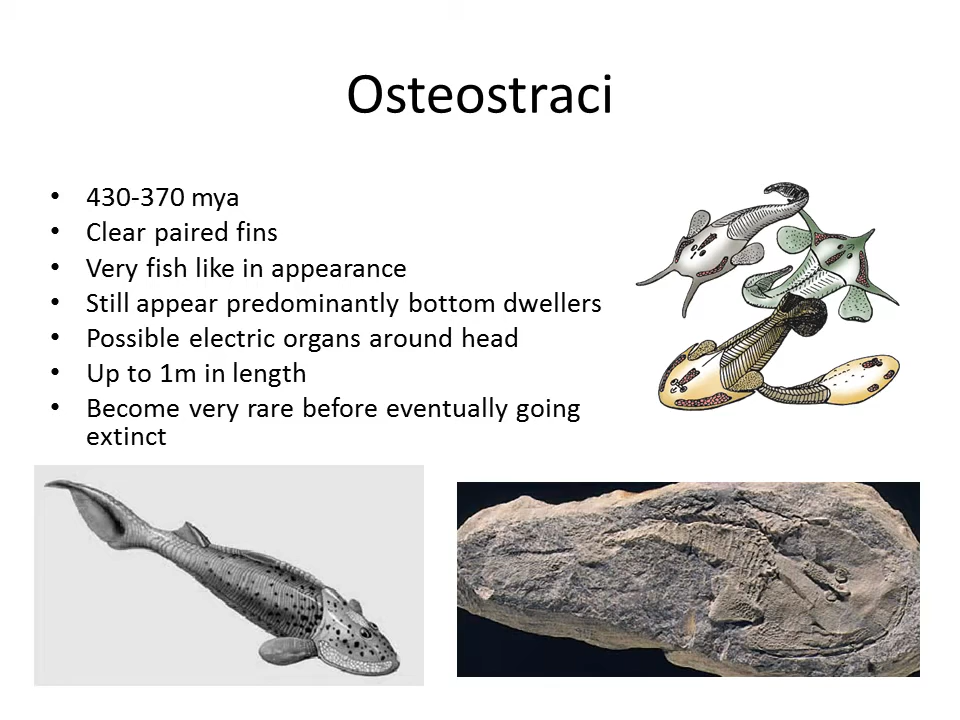 Osteostraci
• 430-370 mya
• Clear paired fins
• Very fish like in appearance
• Still appear predominantly bottom dwellers
• Possible electric organs around head
• Up to 1m in length
• Become very rare before eventually going
extinct